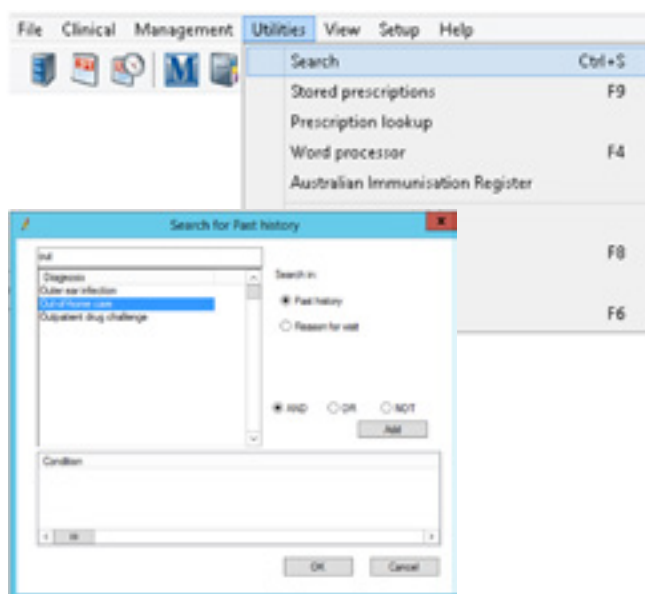 File Clinical Management Utilities View Setup Help
Search Ctrl+S
Stored prescriptions F9
Prescription lookup
Word processor F4
Australian Immunisation Register
F8
F6
Search for Past history
out
Diagnosis
Outer ear infection
Out of Home care
Outpatient drug challenge
Search in:
Past history
Reason for visit
AND OR NOT
Add
Condition
OK Cancel